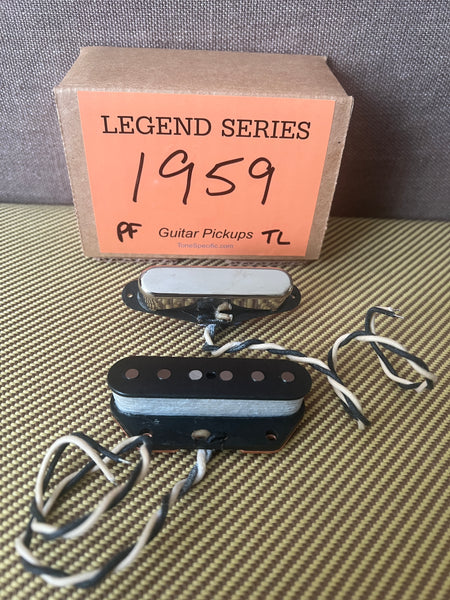 LEGEND SERIES
1959
PF Guitar Pickups TL
ToneSpecific.com